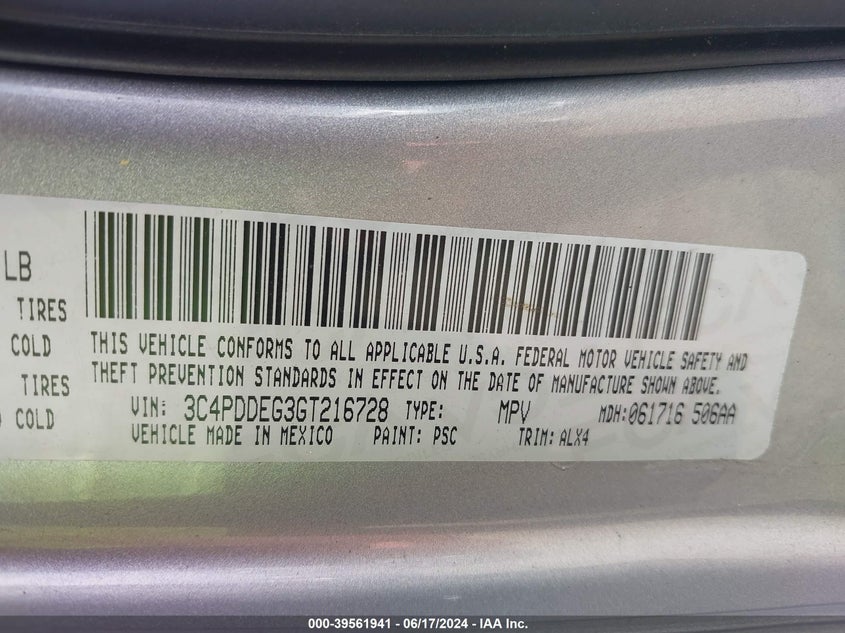 LB
TIRES
COLD
TIRES
COLD
THIS VEHICLE CONFORMS TO ALL APPLICABLE U.S.A. FEDERAL MOTOR VEHICLE SAFETY AND
THEFT PREVENTION STANDARDS IN EFFECT ON THE DATE OF MANUFACTURE SHOWN ABOVE.
VIN: 3C4PDDEG3GT216728 TYPE: MPV MDH:061716 506AA
VEHICLE MADE IN MEXICO PAINT: PSC TRIM: ALX4
000-39561941 - 06/17/2024 - IAA Inc.